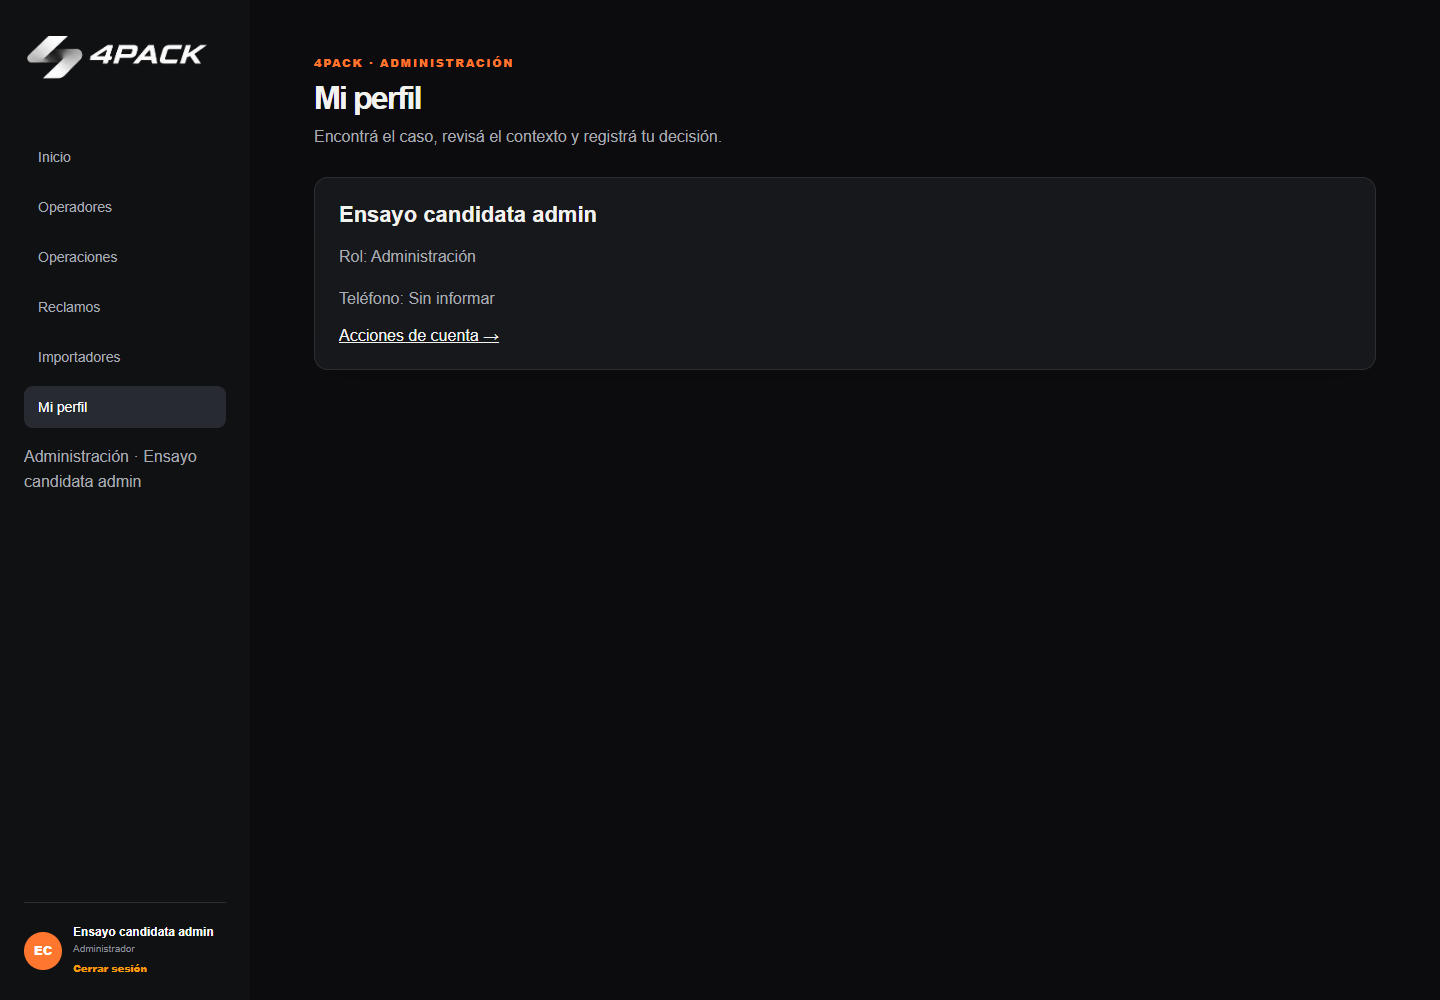 4PACK
Inicio
Operadores
Operaciones
Reclamos
Importadores
Mi perfil
Administración · Ensayo
candidata admin
EC
Ensayo candidata admin
Administrador
Cerrar sesión
4PACK · ADMINISTRACIÓN
Mi perfil
Encontrá el caso, revisá el contexto y registrá tu decisión.
Ensayo candidata admin
Rol: Administración
Teléfono: Sin informar
Acciones de cuenta →